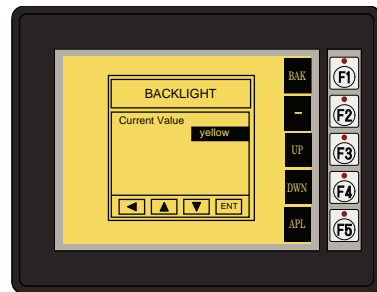 BACKLIGHT
Current Value
yellow
ENT
BAK
–
UP
DWN
APL
F1
F2
F3
F4
F5